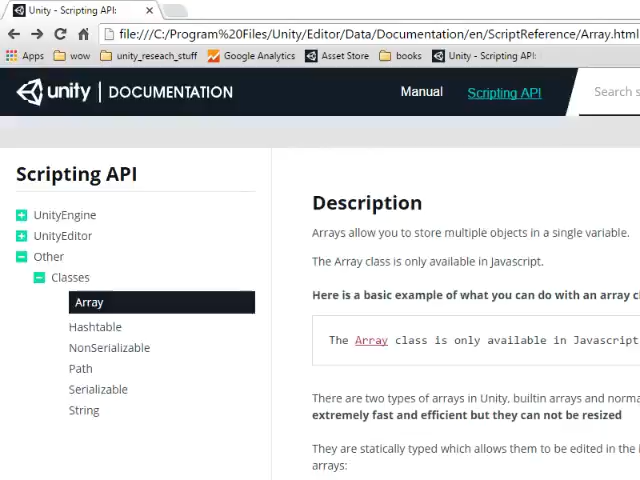 Unity - Scripting API:
file:///C:/Program%20Files/Unity/Editor/Data/Documentation/en/ScriptReference/Array.html
Apps wow unity_reseach_stuff Google Analytics Asset Store books Unity - Scripting API:
unity | DOCUMENTATION Manual Scripting API Search s
Scripting API
UnityEngine
UnityEditor
Other
Classes
Array
Hashtable
NonSerializable
Path
Serializable
String
Description
Arrays allow you to store multiple objects in a single variable.
The Array class is only available in Javascript.
Here is a basic example of what you can do with an array c
The Array class is only available in Javascript
There are two types of arrays in Unity, builtin arrays and norma
extremely fast and efficient but they can not be resized
They are statically typed which allows them to be edited in the i
arrays: